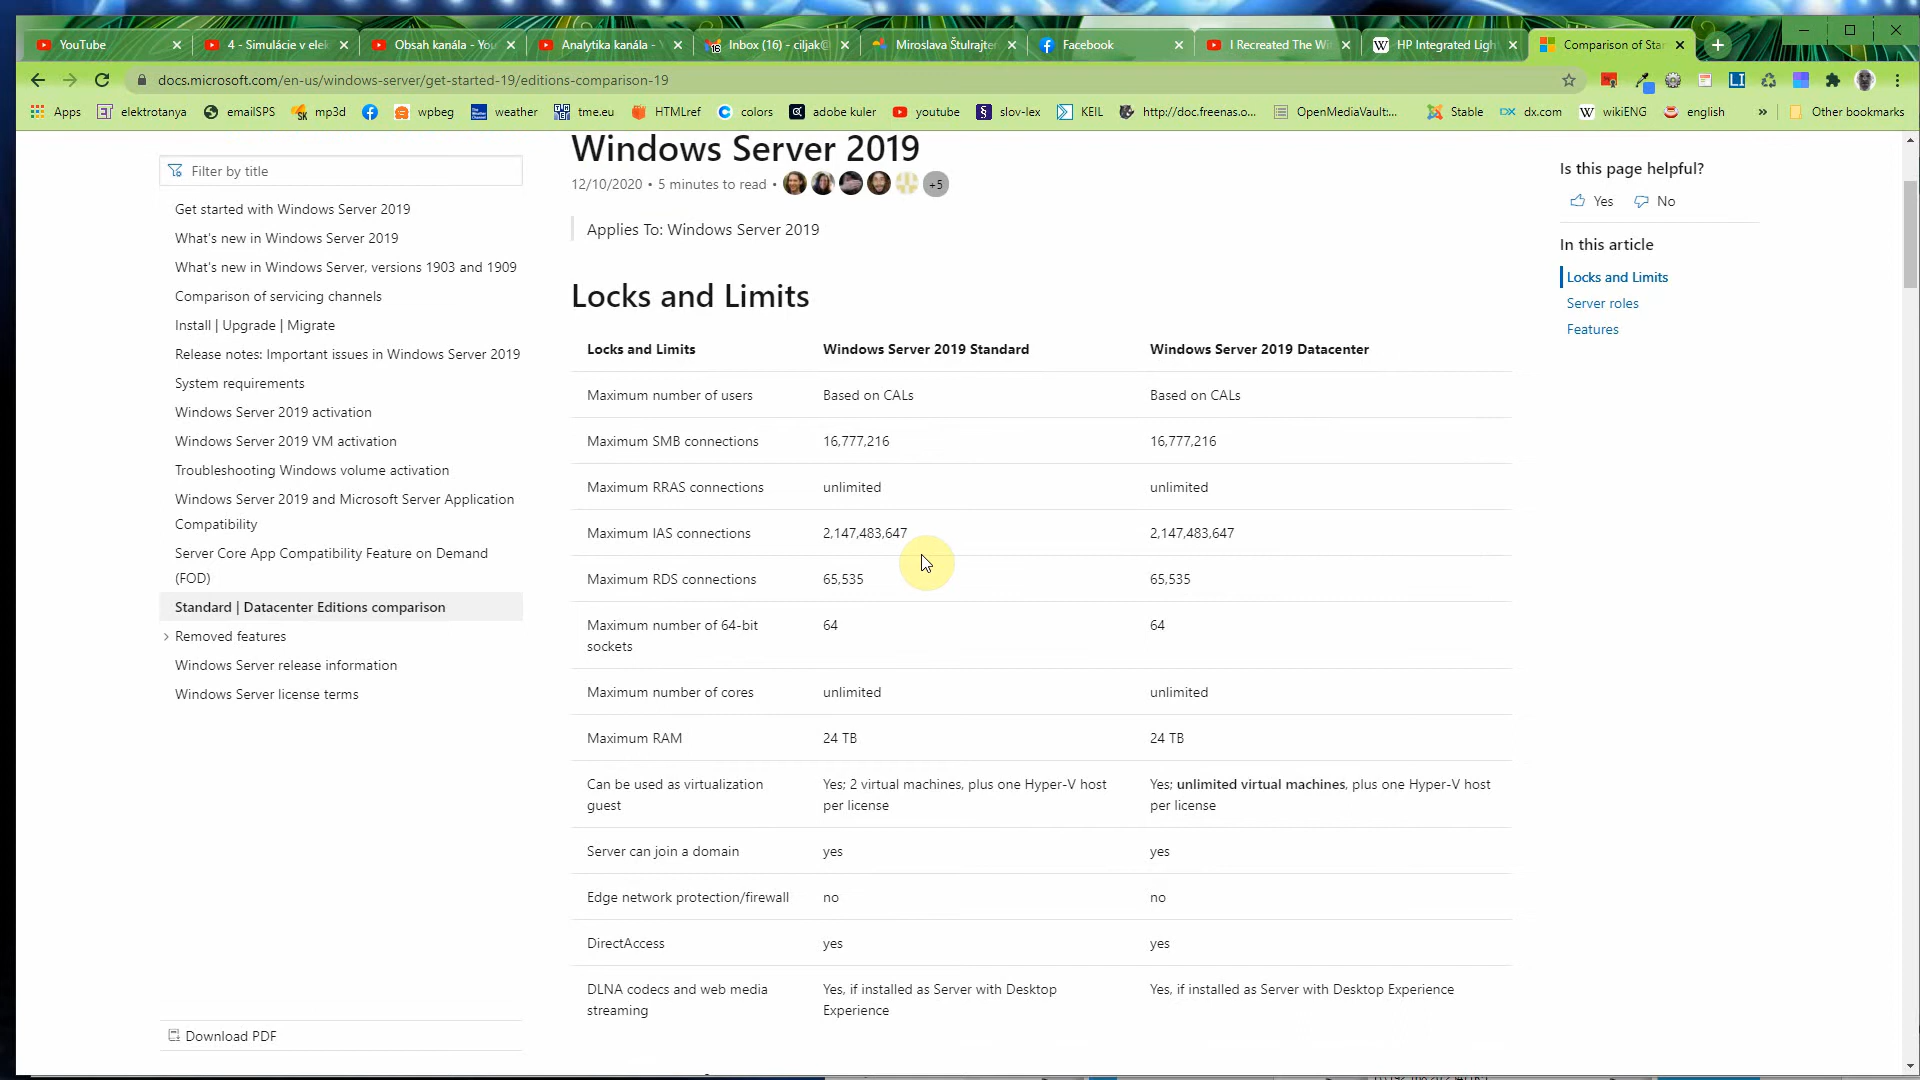 YouTube
4 - Simulácie v elek
Obsah kanála - You
Analytika kanála - Y
Inbox (16) - ciljak@
Miroslava Štulrajter
Facebook
I Recreated The Wi
HP Integrated Ligh
Comparison of Star
docs.microsoft.com/en-us/windows-server/get-started-19/editions-comparison-19
Apps
elektrotanya
emailSPS
mp3d
wpbeg
weather
tme.eu
HTMLref
colors
adobe kuler
youtube
slov-lex
KEIL
http://doc.freenas.o...
OpenMediaVault:...
Stable
dx.com
wikiENG
english
»
Other bookmarks
Filter by title
Get started with Windows Server 2019
What's new in Windows Server 2019
What's new in Windows Server, versions 1903 and 1909
Comparison of servicing channels
Install | Upgrade | Migrate
Release notes: Important issues in Windows Server 2019
System requirements
Windows Server 2019 activation
Windows Server 2019 VM activation
Troubleshooting Windows volume activation
Windows Server 2019 and Microsoft Server Application
Compatibility
Server Core App Compatibility Feature on Demand
(FOD)
Standard | Datacenter Editions comparison
Removed features
Windows Server release information
Windows Server license terms
Download PDF
Windows Server 2019
12/10/2020 • 5 minutes to read • +5
Applies To: Windows Server 2019
Locks and Limits
Locks and Limits Windows Server 2019 Standard Windows Server 2019 Datacenter
Maximum number of users Based on CALs Based on CALs
Maximum SMB connections 16,777,216 16,777,216
Maximum RRAS connections unlimited unlimited
Maximum IAS connections 2,147,483,647 2,147,483,647
Maximum RDS connections 65,535 65,535
Maximum number of 64-bit 64 64
sockets
Maximum number of cores unlimited unlimited
Maximum RAM 24 TB 24 TB
Can be used as virtualization Yes; 2 virtual machines, plus one Hyper-V host Yes; unlimited virtual machines, plus one Hyper-V host
guest per license per license
Server can join a domain yes yes
Edge network protection/firewall no no
DirectAccess yes yes
DLNA codecs and web media Yes, if installed as Server with Desktop Yes, if installed as Server with Desktop Experience
streaming Experience
Is this page helpful?
Yes No
In this article
Locks and Limits
Server roles
Features